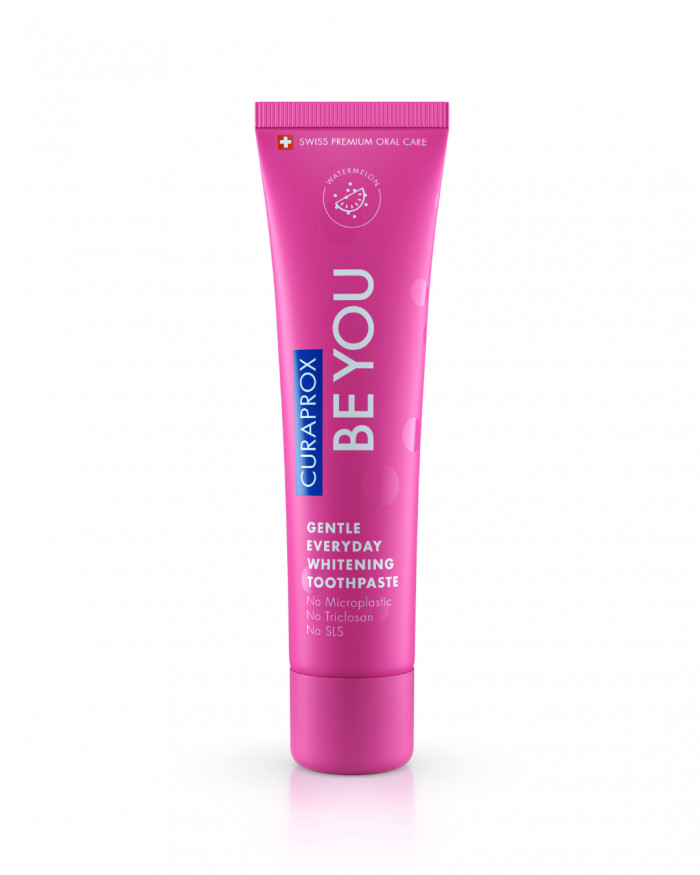 SWISS PREMIUM ORAL CARE
WATERMELON
BE YOU
CURAPROX
GENTLE
EVERYDAY
WHITENING
TOOTHPASTE
No Microplastic
No Triclosan
No SLS